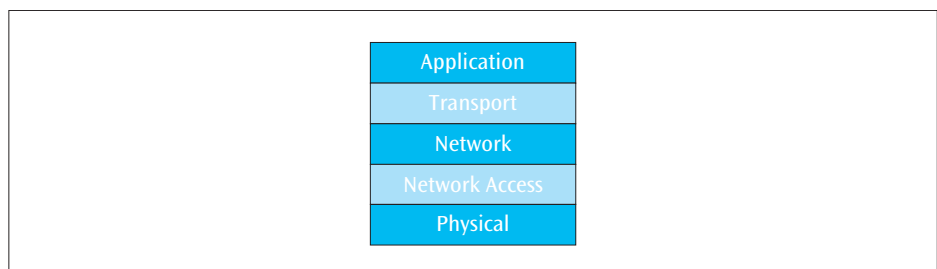 Application
Transport
Network
Network Access
Physical